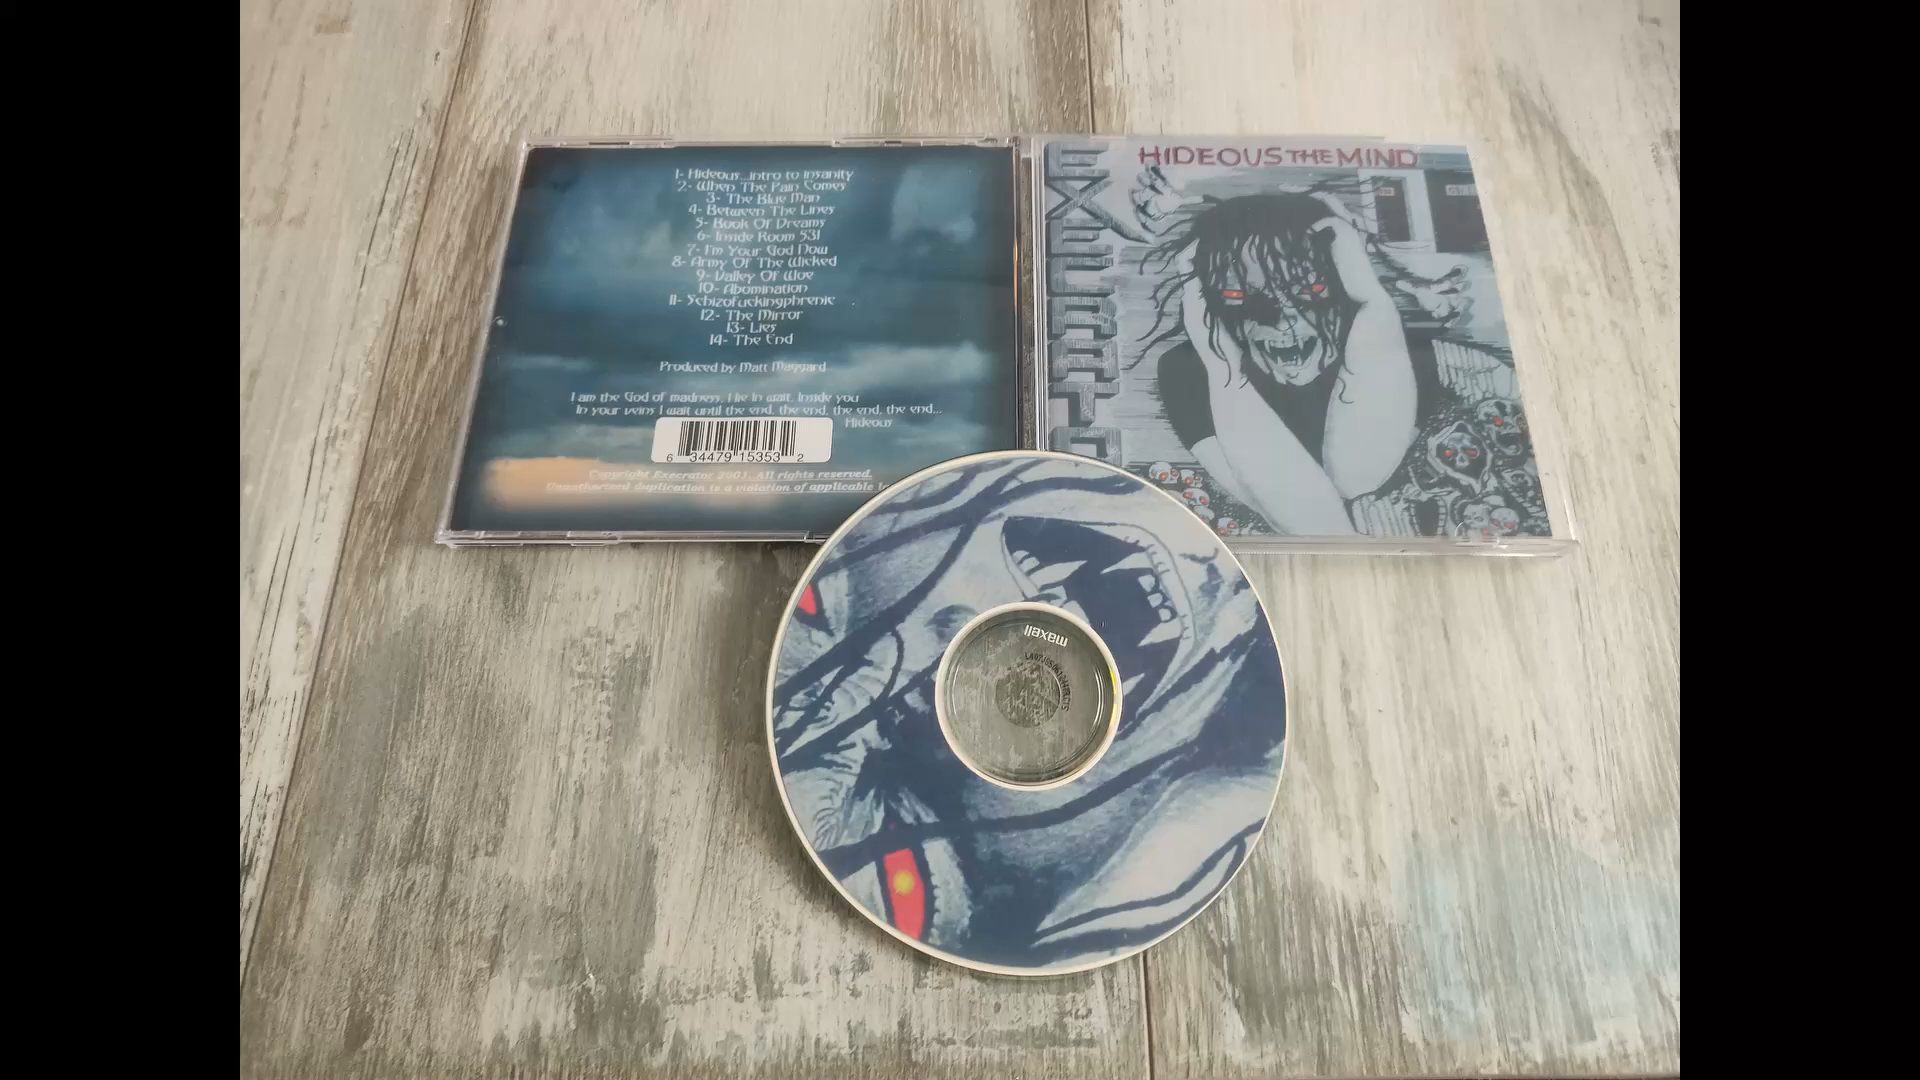 1- Hideous...intro to insanity
2- When The Pain Comes
3- The Blue Man
4- Between The Lines
5- Book Of Dreams
6- Inside Room 531
7- I'm Your God Now
8- Army Of The Wicked
9- Valley Of Woe
10- Abomination
11- Schizofuckingphrenic
12- The Mirror
13- Lies
14- The End
Produced by Matt Maggard
I am the God of madness, I lie in wait, inside you
In your veins I wait until the end, the end, the end, the end...
Hideous
6 34479 15353 2
Copyright Execrator 2007. All rights reserved.
Unauthorized duplication is a violation of applicable
HIDEOUS THE MIND
EXECRATO
maxell